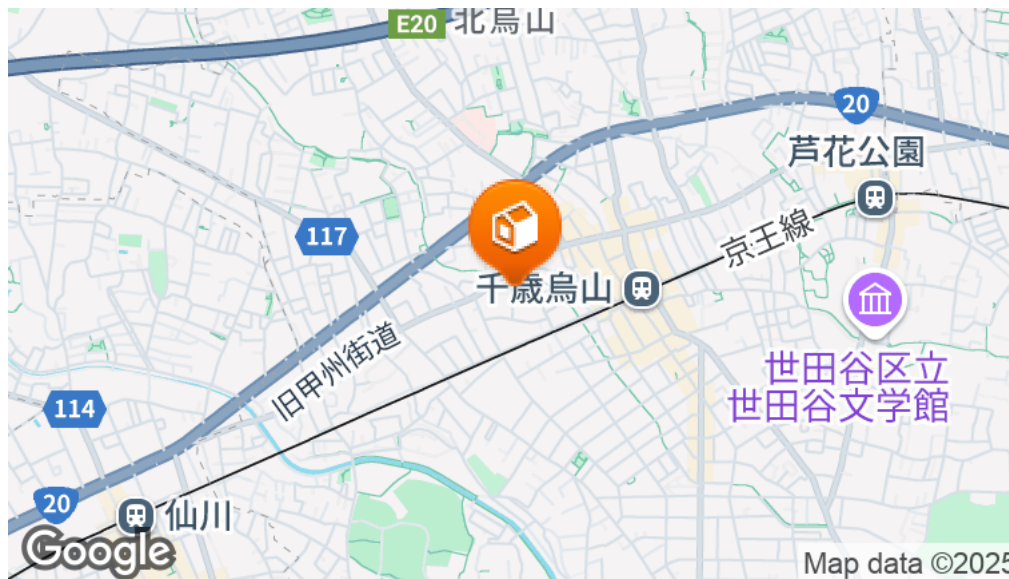 E20
北烏山
20
芦花公園
117
京王線
千歳烏山
旧甲州街道
世田谷区立
世田谷文学館
114
20
仙川
Google
Map data ©2025